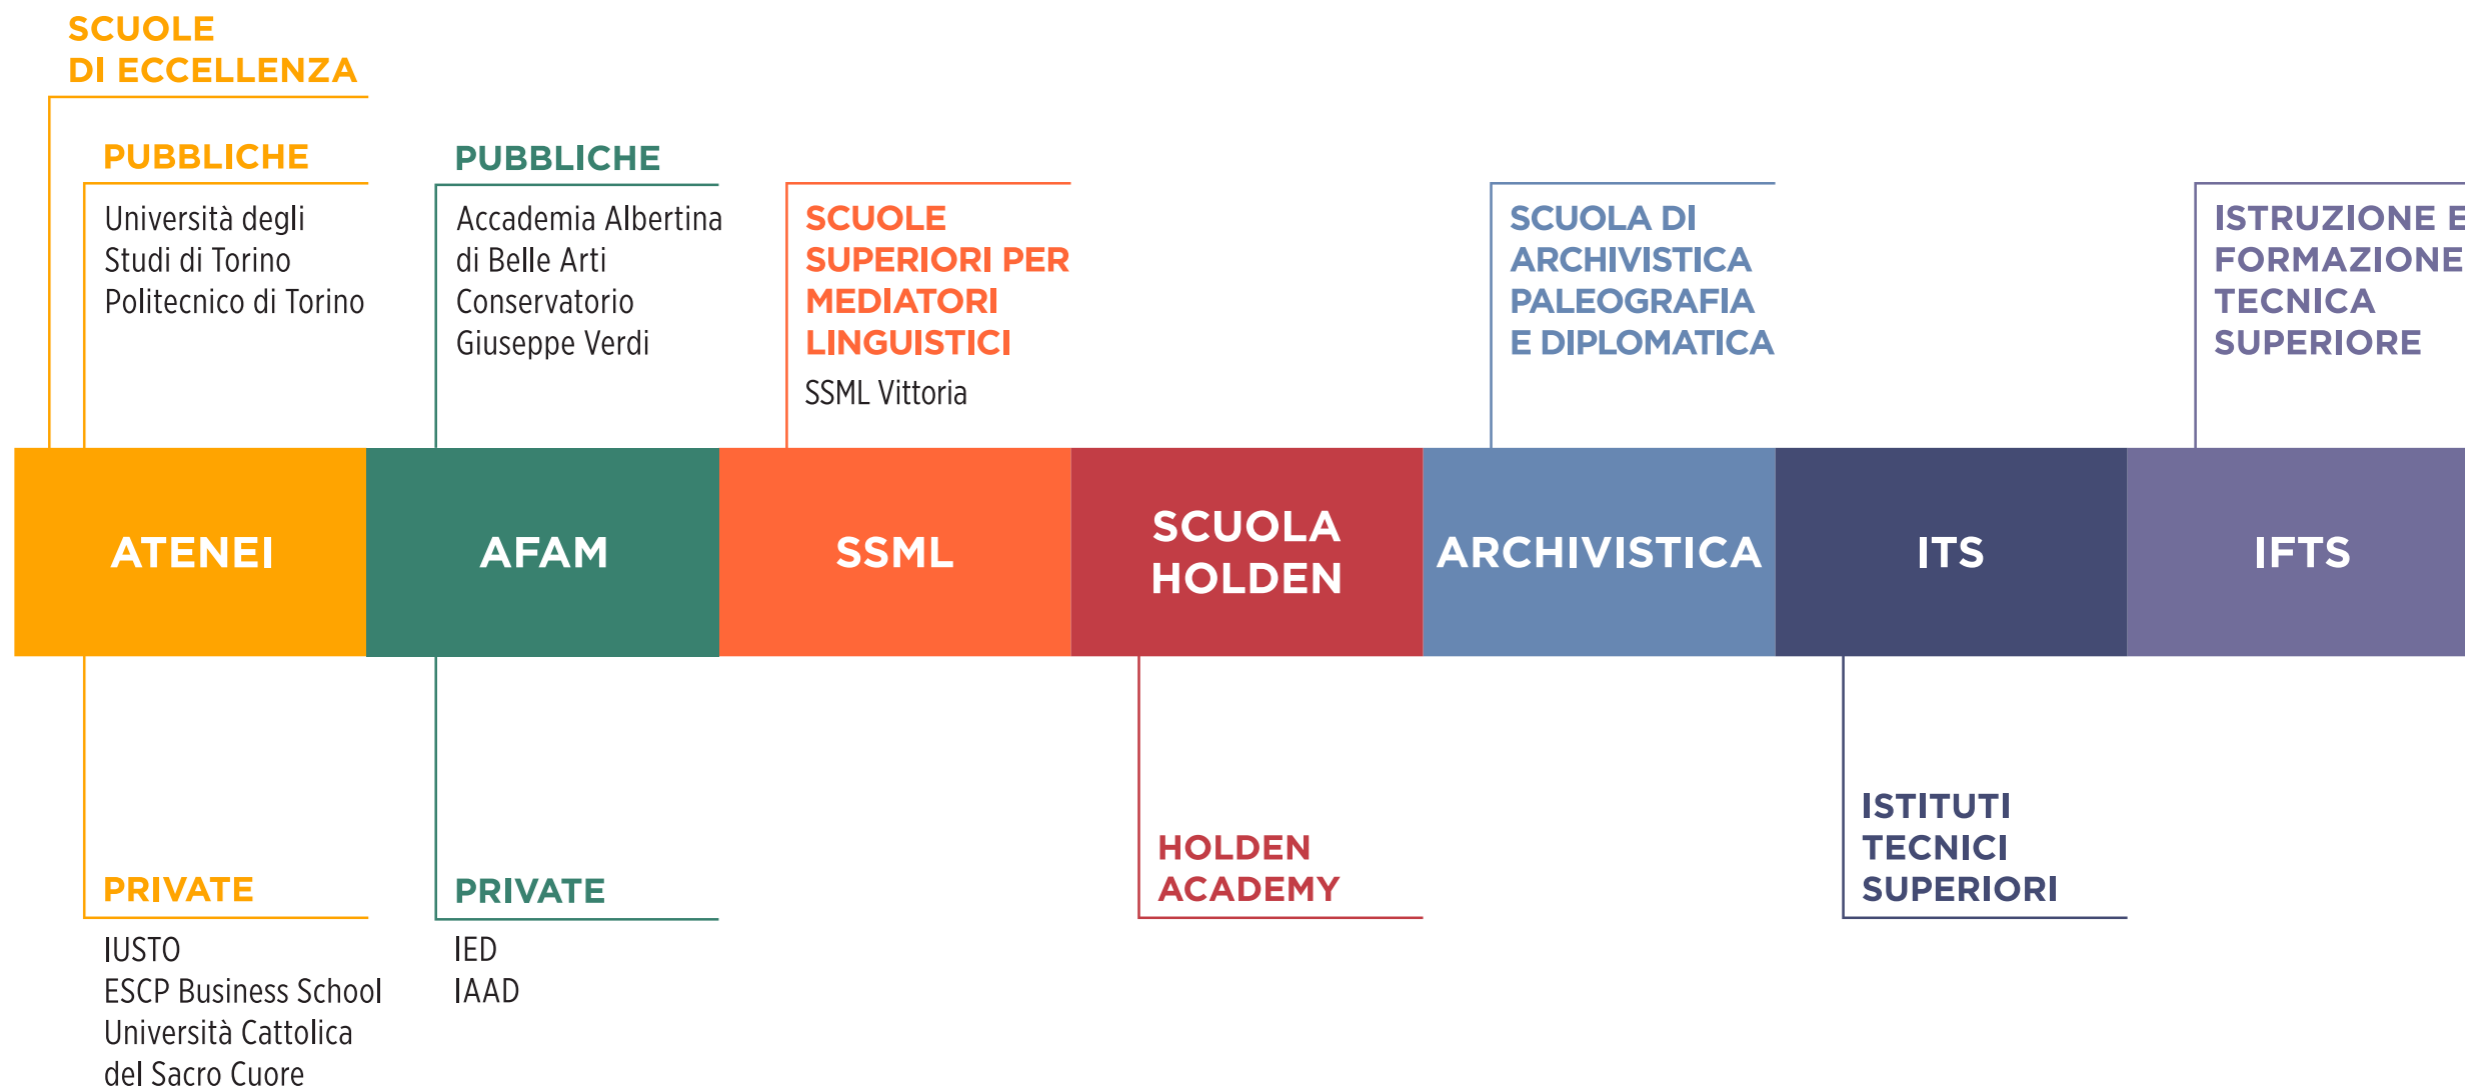 SCUOLE
DI ECCELLENZA
PUBBLICHE
Università degli
Studi di Torino
Politecnico di Torino
PUBBLICHE
Accademia Albertina
di Belle Arti
Conservatorio
Giuseppe Verdi
SCUOLE
SUPERIORI PER
MEDIATORI
LINGUISTICI
SSML Vittoria
SCUOLA DI
ARCHIVISTICA
PALEOGRAFIA
E DIPLOMATICA
ISTRUZIONE E
FORMAZIONE
TECNICA
SUPERIORE
ATENEI
AFAM
SSML
SCUOLA
HOLDEN
ARCHIVISTICA
ITS
IFTS
PRIVATE
IUSTO
ESCP Business School
Università Cattolica
del Sacro Cuore
PRIVATE
IED
IAAD
HOLDEN
ACADEMY
ISTITUTI
TECNICI
SUPERIORI